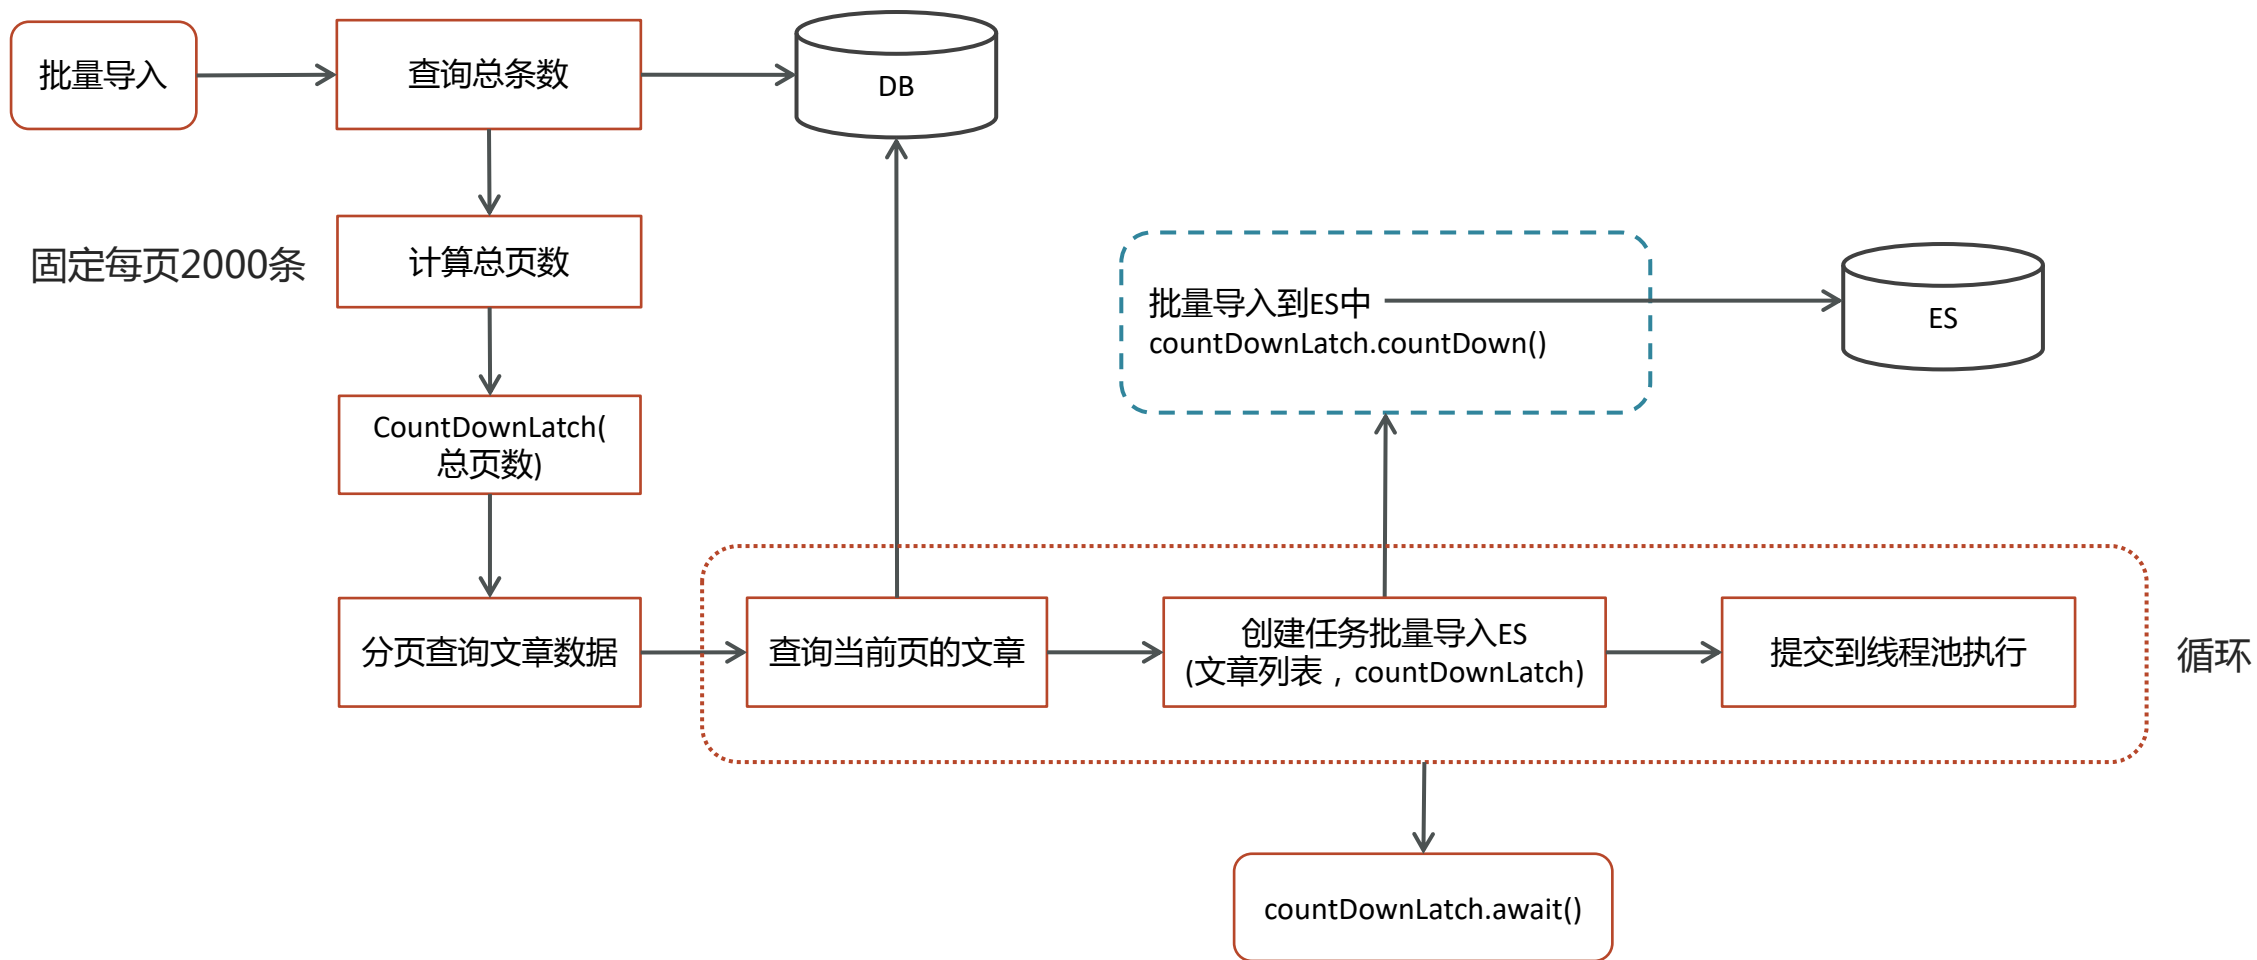 批量导入
查询总条数
DB
固定每页2000条
计算总页数
批量导入到ES中
countDownLatch.countDown()
ES
CountDownLatch(
总页数)
分页查询文章数据
查询当前页的文章
创建任务批量导入ES
(文章列表，countDownLatch)
提交到线程池执行
循环
countDownLatch.await()